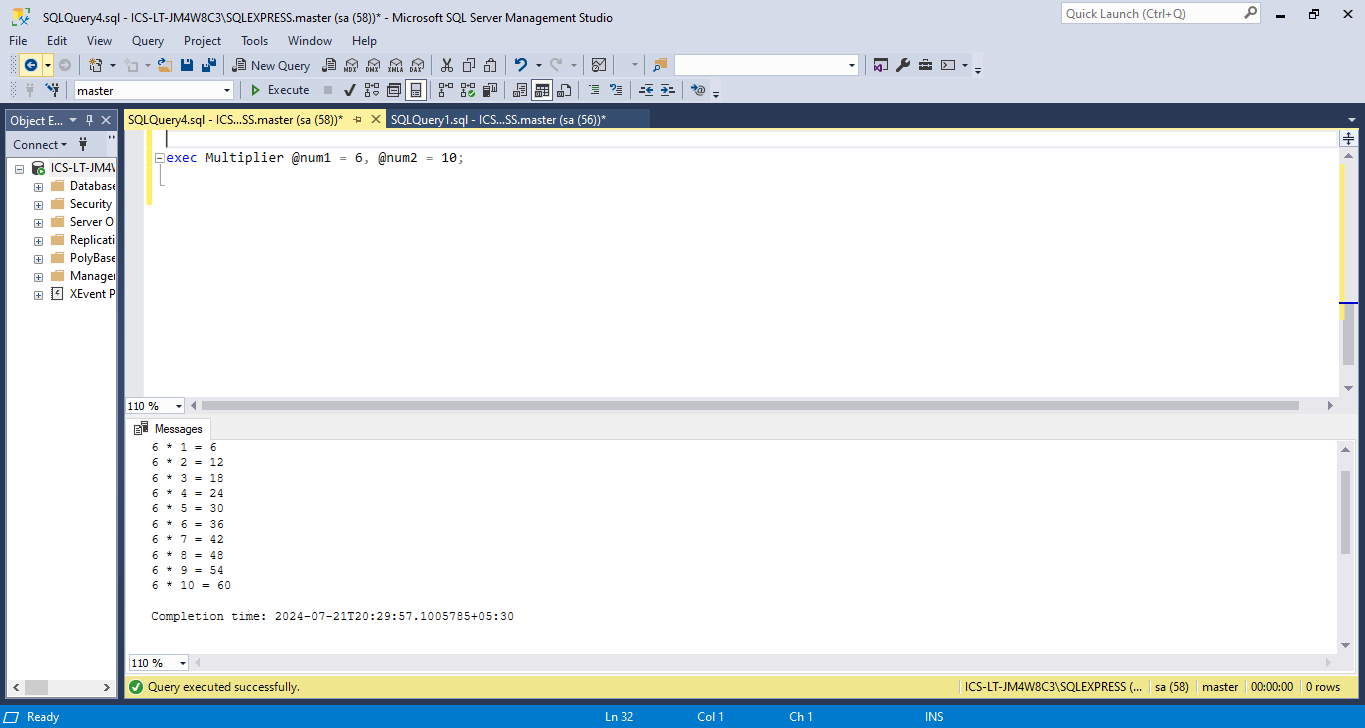 SQLQuery4.sql - ICS-LT-JM4W8C3\SQLEXPRESS.master (sa (58))* - Microsoft SQL Server Management Studio
Quick Launch (Ctrl+Q)
File Edit View Query Project Tools Window Help
New Query
MDX DMX XMLA DAX
master
Execute
Object E...
SQLQuery4.sql - ICS...SS.master (sa (58))*
SQLQuery1.sql - ICS...SS.master (sa (56))*
Connect
ICS-LT-JM4W
Database
Security
Server O
Replicati
PolyBase
Manager
XEvent P
exec Multiplier @num1 = 6, @num2 = 10;
110 %
Messages
6 * 1 = 6
6 * 2 = 12
6 * 3 = 18
6 * 4 = 24
6 * 5 = 30
6 * 6 = 36
6 * 7 = 42
6 * 8 = 48
6 * 9 = 54
6 * 10 = 60
Completion time: 2024-07-21T20:29:57.1005785+05:30
110 %
Query executed successfully.
ICS-LT-JM4W8C3\SQLEXPRESS (... sa (58) master 00:00:00 0 rows
Ready Ln 32 Col 1 Ch 1 INS